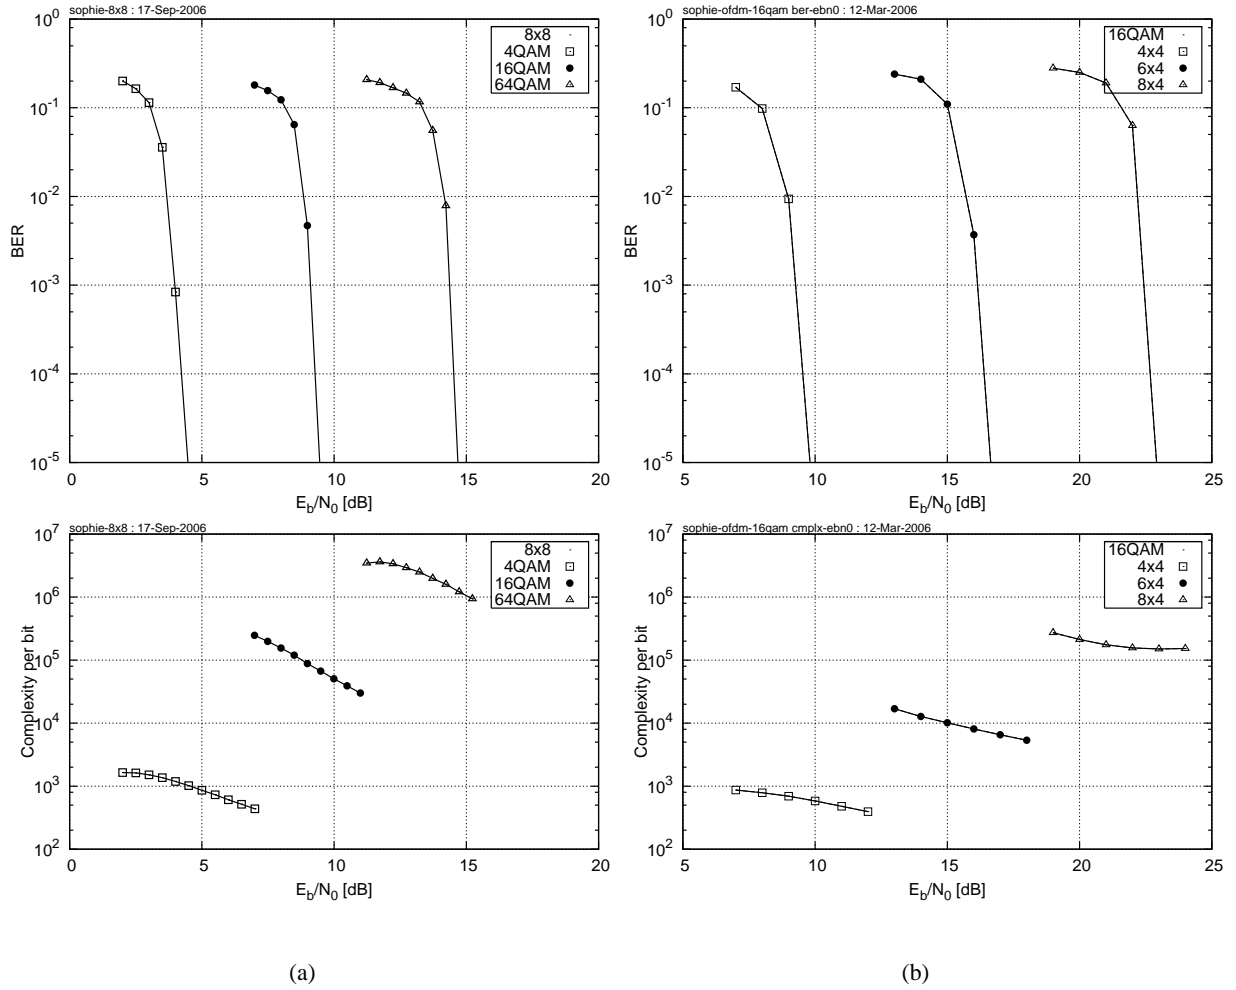 sophie-8x8 : 17-Sep-2006
8x8
4QAM
16QAM
64QAM
BER
10^0
10^-1
10^-2
10^-3
10^-4
10^-5
0 5 10 15 20
E_b/N_0 [dB]
sophie-ofdm-16qam ber-ebn0 : 12-Mar-2006
16QAM
4x4
6x4
8x4
BER
10^0
10^-1
10^-2
10^-3
10^-4
10^-5
5 10 15 20 25
E_b/N_0 [dB]
sophie-8x8 : 17-Sep-2006
8x8
4QAM
16QAM
64QAM
Complexity per bit
10^7
10^6
10^5
10^4
10^3
10^2
0 5 10 15 20
E_b/N_0 [dB]
sophie-ofdm-16qam cmplx-ebn0 : 12-Mar-2006
16QAM
4x4
6x4
8x4
Complexity per bit
10^7
10^6
10^5
10^4
10^3
10^2
5 10 15 20 25
E_b/N_0 [dB]
(a)
(b)